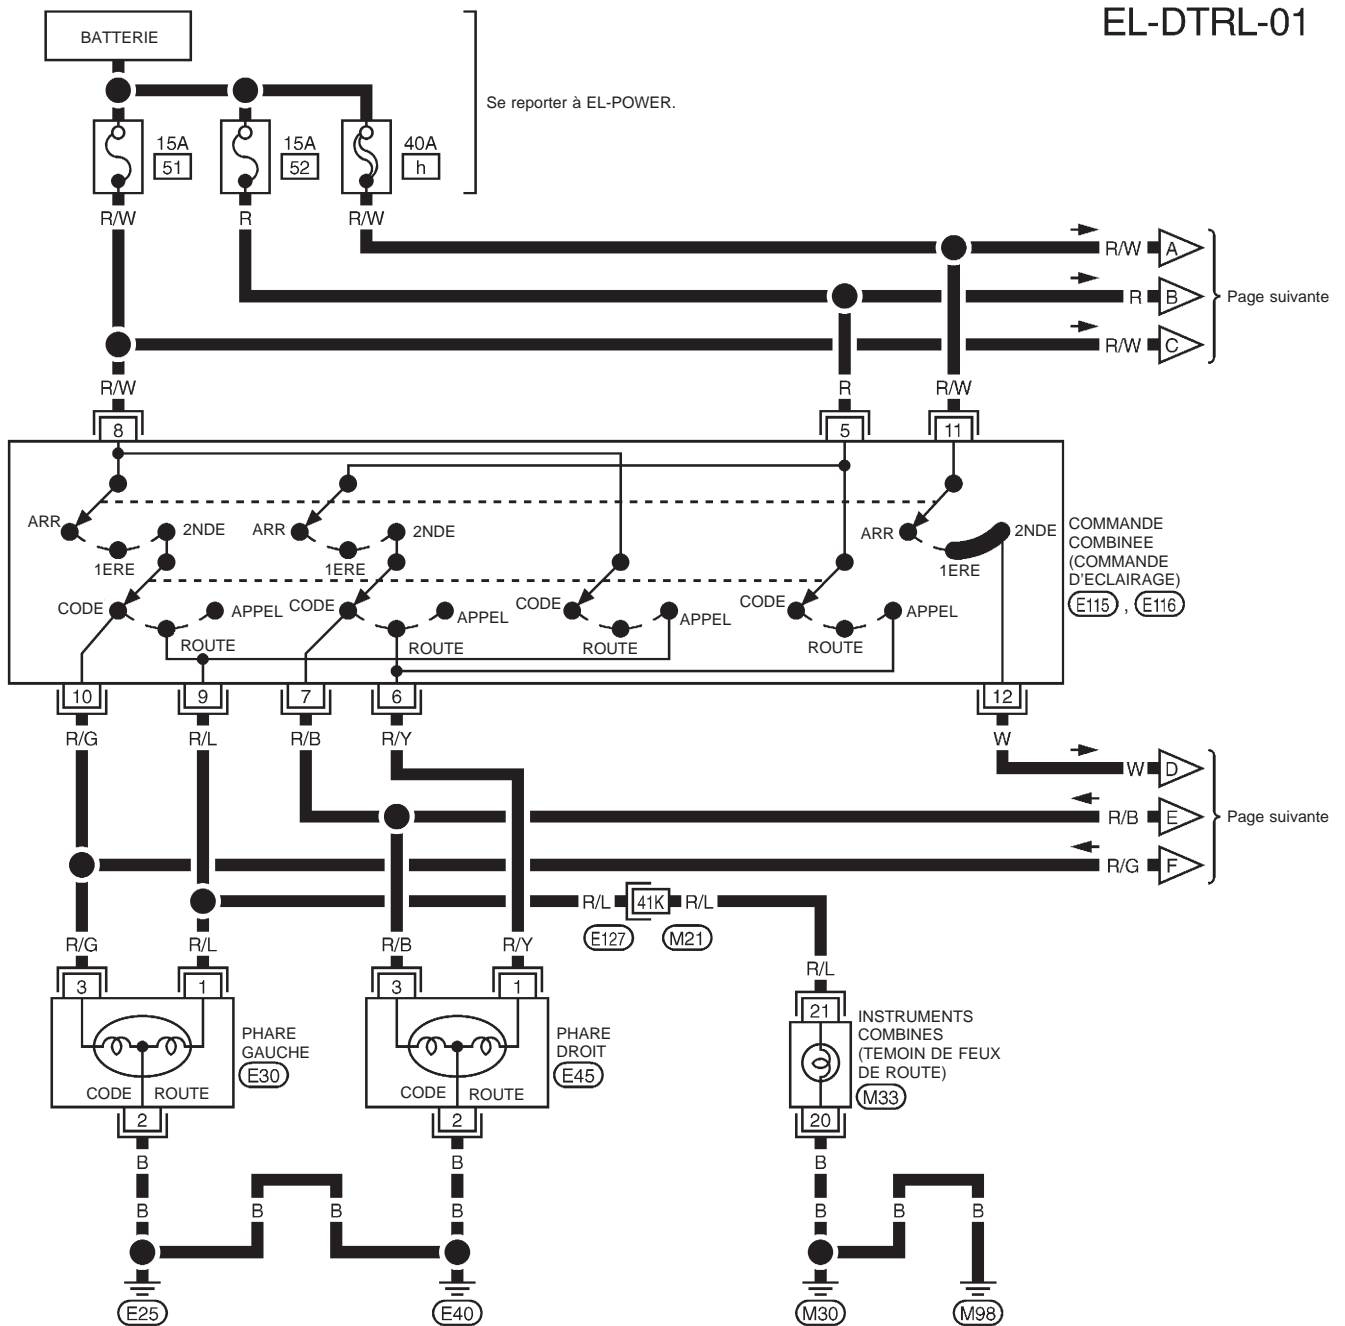 EL-DTRL-01
BATTERIE
Se reporter à EL-POWER.
15A
51
15A
52
40A
h
R/W
R
R/W
R/W
A
R
B
Page suivante
R/W
C
R/W
R
R/W
8
5
11
ARR
2NDE
1ERE
ARR
2NDE
1ERE
ARR
2NDE
1ERE
COMMANDE
COMBINEE
(COMMANDE
D'ECLAIRAGE)
E115 , E116
CODE
APPEL
ROUTE
CODE
APPEL
ROUTE
CODE
APPEL
ROUTE
CODE
APPEL
ROUTE
10
9
7
6
12
R/G
R/L
R/B
R/Y
W
W
D
R/B
E
Page suivante
R/G
F
R/L
41K
R/L
E127
M21
R/G
R/L
R/B
R/Y
R/L
3
1
3
1
21
PHARE
GAUCHE
E30
CODE
ROUTE
PHARE
DROIT
E45
CODE
ROUTE
INSTRUMENTS
COMBINES
(TEMOIN DE FEUX
DE ROUTE)
M33
2
2
20
B
B
B
B
B
B
B
B
B
B
E25
E40
M30
M98